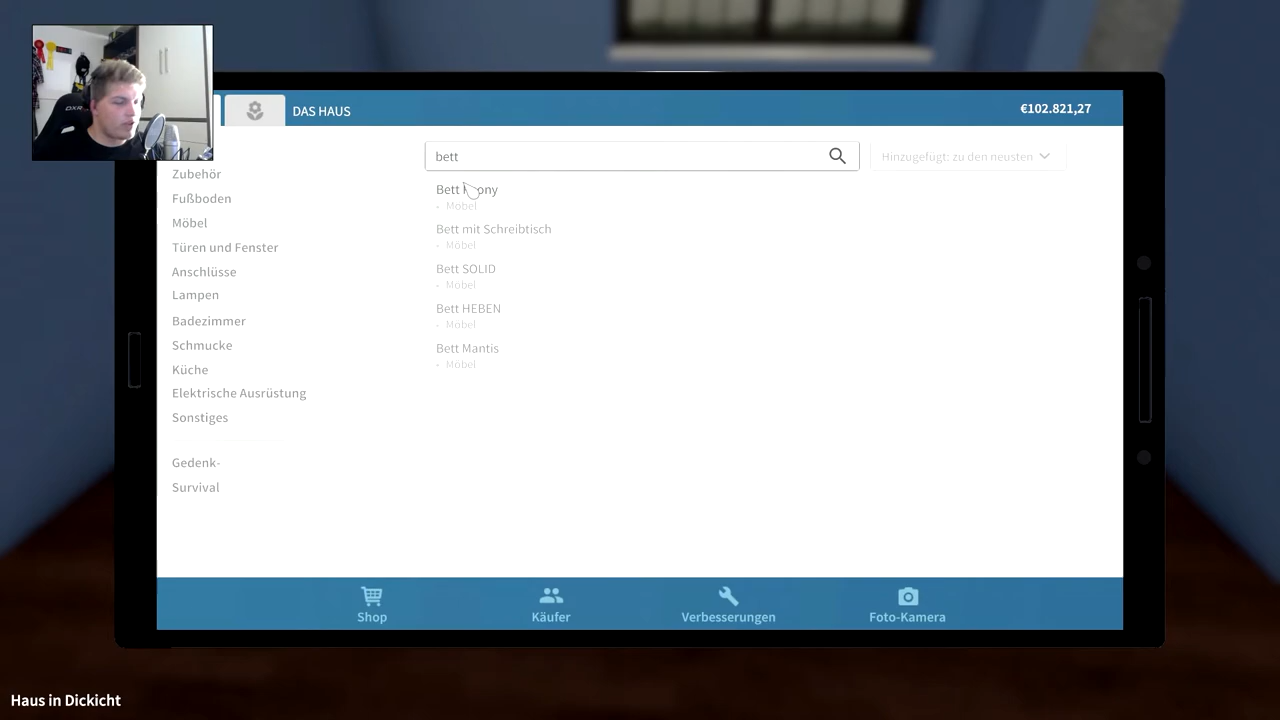 DXR
DAS HAUS
€102.821,27
bett
Hinzugefügt: zu den neusten
Zubehör
Fußboden
Möbel
Türen und Fenster
Anschlüsse
Lampen
Badezimmer
Schmucke
Küche
Elektrische Ausrüstung
Sonstiges
Gedenk-
Survival
Bett
- Möbel
Bett mit Schreibtisch
- Möbel
Bett SOLID
- Möbel
Bett HEBEN
- Möbel
Bett Mantis
- Möbel
Shop
Käufer
Verbesserungen
Foto-Kamera
Haus in Dickicht